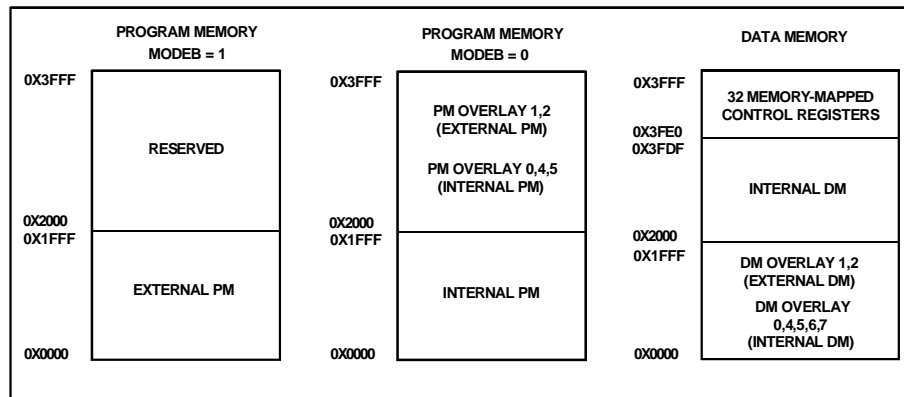 PROGRAM MEMORY
MODEB = 1
0X3FFF
RESERVED
0X2000
0X1FFF
EXTERNAL PM
0X0000
PROGRAM MEMORY
MODEB = 0
0X3FFF
PM OVERLAY 1,2
(EXTERNAL PM)
PM OVERLAY 0,4,5
(INTERNAL PM)
0X2000
0X1FFF
INTERNAL PM
0X0000
DATA MEMORY
0X3FFF
32 MEMORY-MAPPED
CONTROL REGISTERS
0X3FE0
0X3FDF
INTERNAL DM
0X2000
0X1FFF
DM OVERLAY 1,2
(EXTERNAL DM)
DM OVERLAY
0,4,5,6,7
(INTERNAL DM)
0X0000